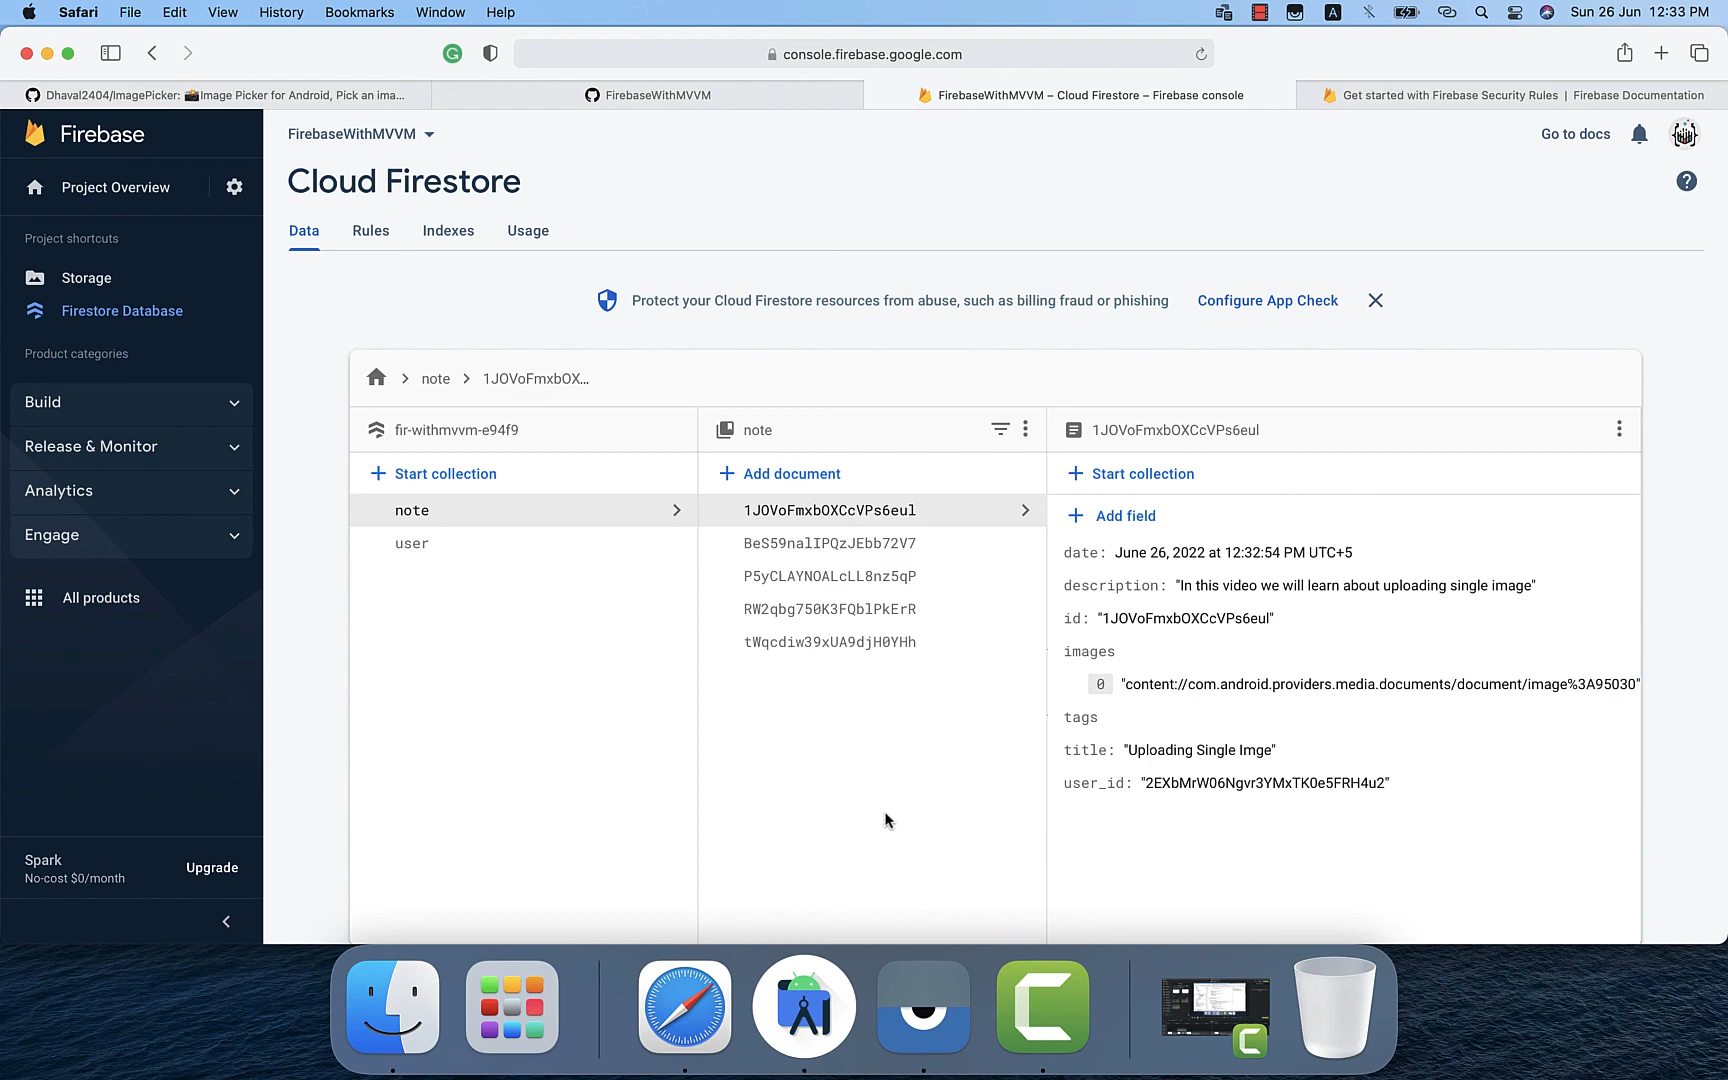 Safari File Edit View History Bookmarks Window Help
A
Sun 26 Jun 12:33 PM
console.firebase.google.com
Dhaval2404/ImagePicker: 📸Image Picker for Android, Pick an ima...
FirebaseWithMVVM
FirebaseWithMVVM – Cloud Firestore – Firebase console
Get started with Firebase Security Rules | Firebase Documentation
Firebase
FirebaseWithMVVM
Go to docs
Project Overview
Cloud Firestore
Data Rules Indexes Usage
Project shortcuts
Storage
Firestore Database
Product categories
Build
Release & Monitor
Analytics
Engage
All products
Spark
No-cost $0/month
Upgrade
Protect your Cloud Firestore resources from abuse, such as billing fraud or phishing Configure App Check
note 1JOVoFmxbOX...
fir-withmvvm-e94f9
Start collection
note
user
note
Add document
1JOVoFmxbOXCcVPs6eul
BeS59nalIPQzJEbb72V7
P5yCLAYNOALcLL8nz5qP
RW2qbg750K3FQblPkErR
tWqcdiw39xUA9djH0YHh
1JOVoFmxbOXCcVPs6eul
Start collection
Add field
date: June 26, 2022 at 12:32:54 PM UTC+5
description: "In this video we will learn about uploading single image"
id: "1JOVoFmxbOXCcVPs6eul"
images
0 "content://com.android.providers.media.documents/document/image%3A95030"
tags
title: "Uploading Single Imge"
user_id: "2EXbMrW06Ngvr3YMxTK0e5FRH4u2"